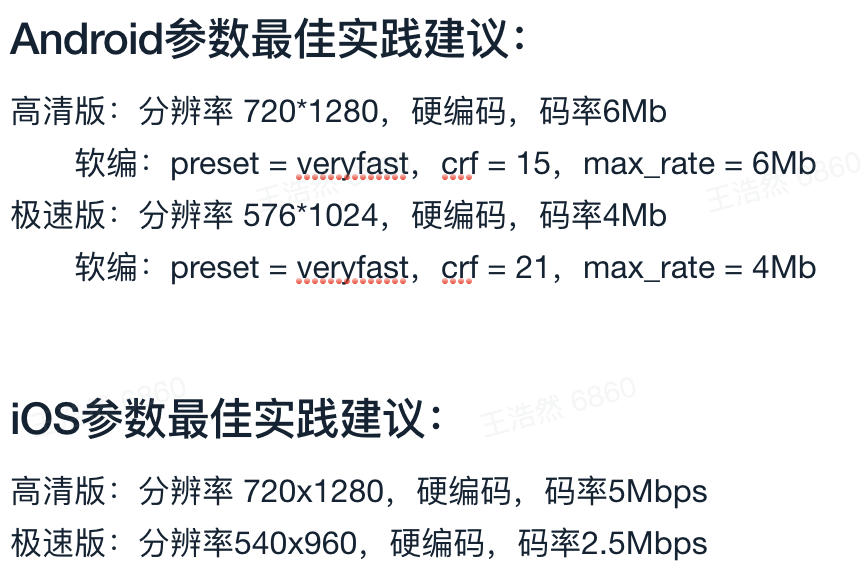 Android参数最佳实践建议：
高清版：分辨率 720*1280，硬编码，码率6Mb
软编：preset = veryfast，crf = 15，max_rate = 6Mb
王浩然 6860
极速版：分辨率 576*1024，硬编码，码率4Mb
软编：preset = veryfast，crf = 21，max_rate = 4Mb
iOS参数最佳实践建议：
王浩然 6860
高清版：分辨率 720x1280，硬编码，码率5Mbps
极速版：分辨率540x960，硬编码，码率2.5Mbps